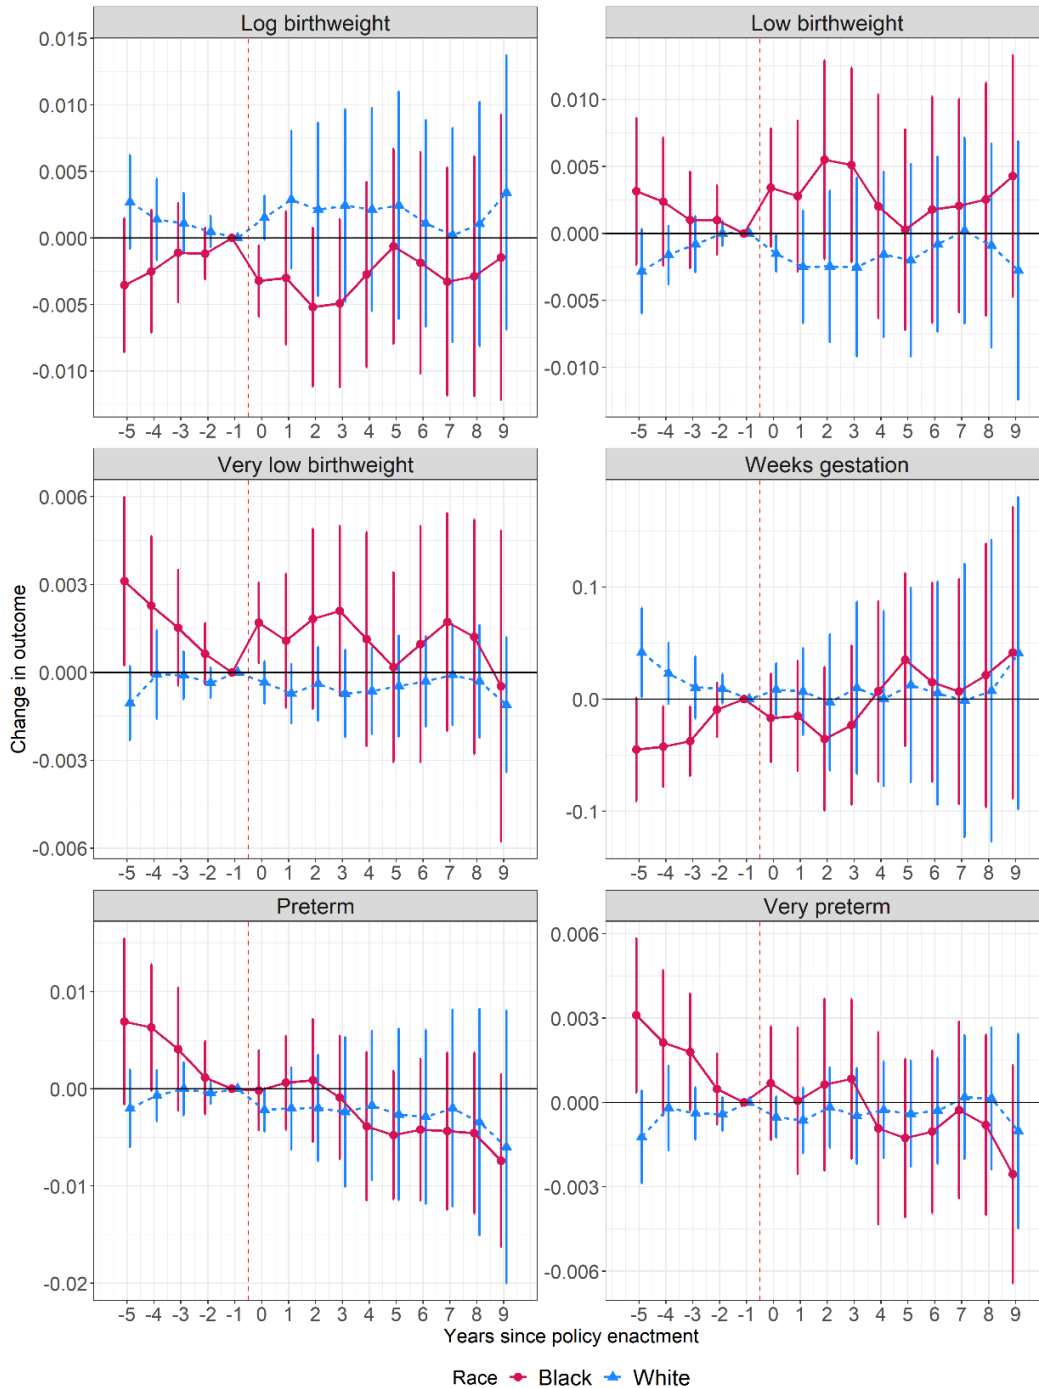 Log birthweight
0.015
0.010
0.005
0.000
-0.005
-0.010
-5 -4 -3 -2 -1 0 1 2 3 4 5 6 7 8 9
Low birthweight
0.010
0.005
0.000
-0.005
-0.010
-5 -4 -3 -2 -1 0 1 2 3 4 5 6 7 8 9
Very low birthweight
0.006
0.003
0.000
-0.003
-0.006
-5 -4 -3 -2 -1 0 1 2 3 4 5 6 7 8 9
Weeks gestation
0.1
0.0
-0.1
-5 -4 -3 -2 -1 0 1 2 3 4 5 6 7 8 9
Change in outcome
Preterm
0.01
0.00
-0.01
-0.02
-5 -4 -3 -2 -1 0 1 2 3 4 5 6 7 8 9
Very preterm
0.006
0.003
0.000
-0.003
-0.006
-5 -4 -3 -2 -1 0 1 2 3 4 5 6 7 8 9
Years since policy enactment
Race Black White